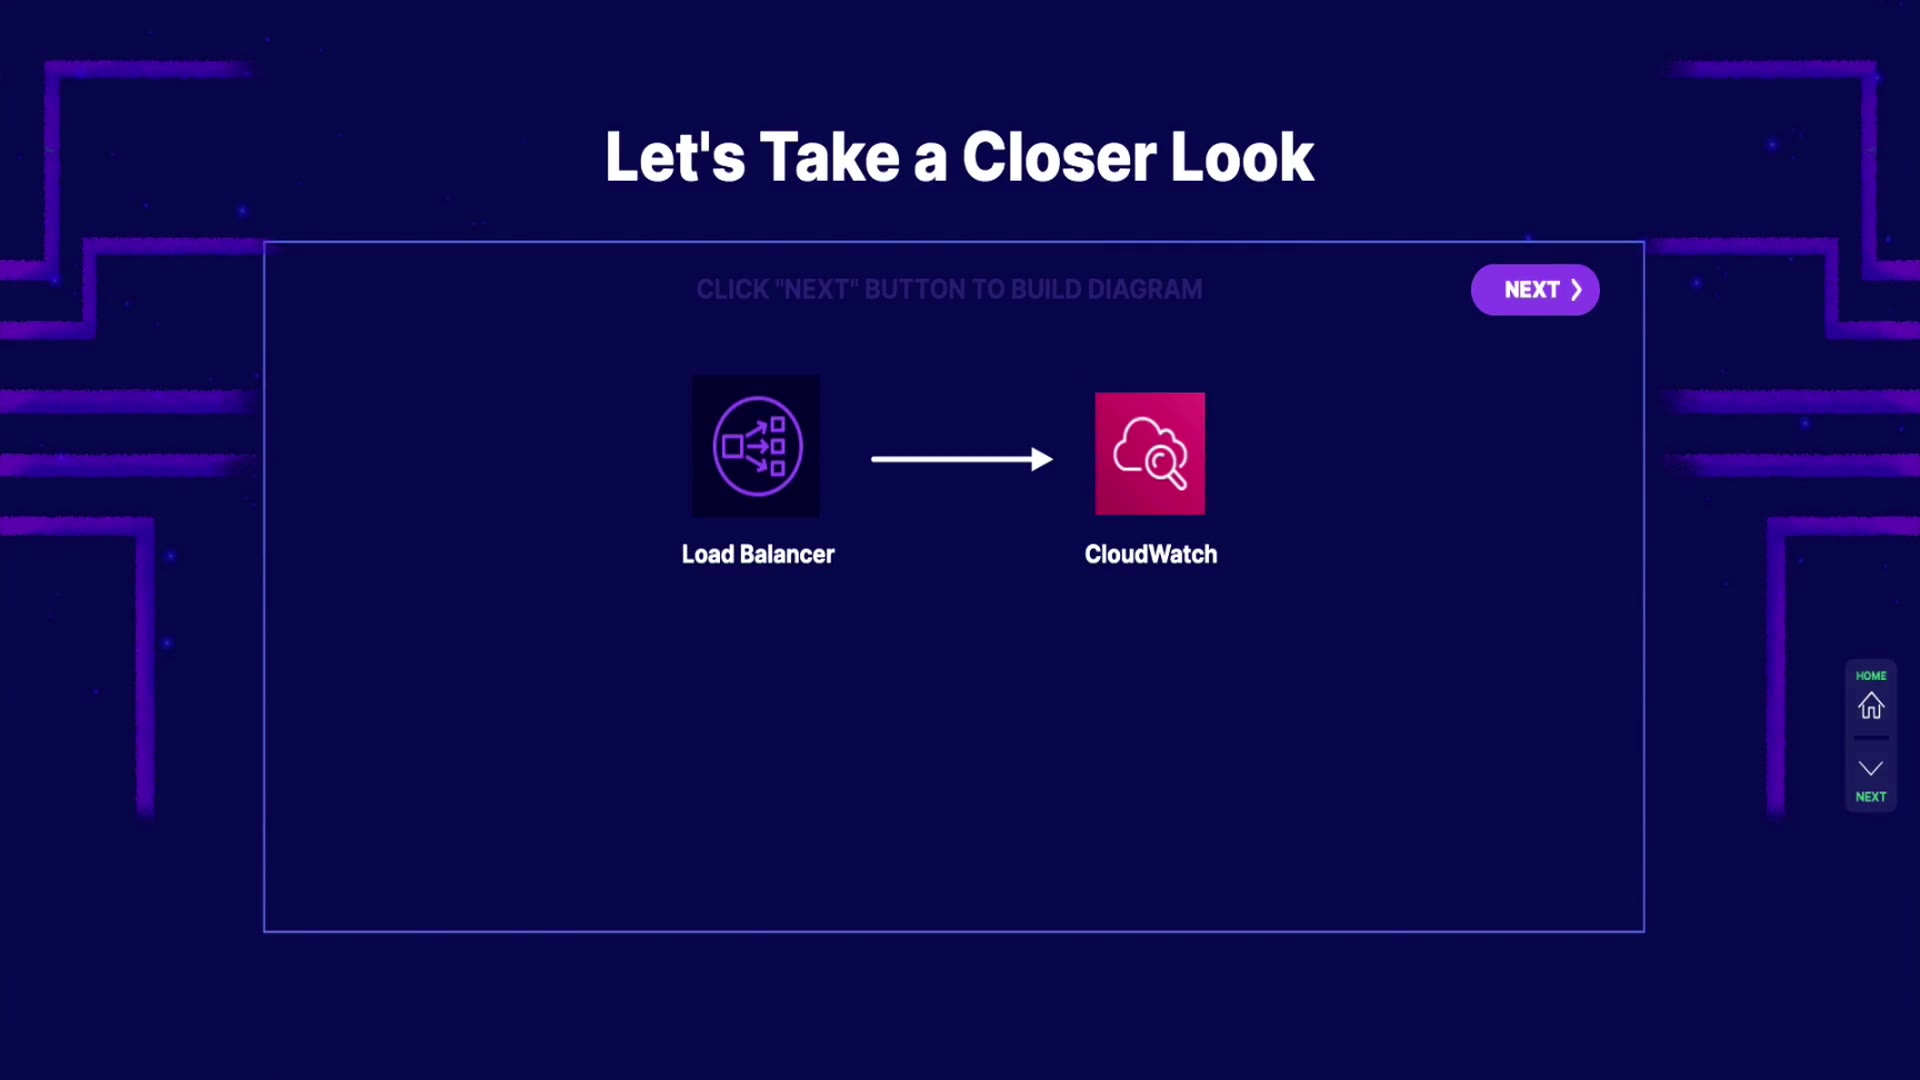 Let's Take a Closer Look
CLICK "NEXT" BUTTON TO BUILD DIAGRAM
NEXT
Load Balancer
CloudWatch
HOME
NEXT